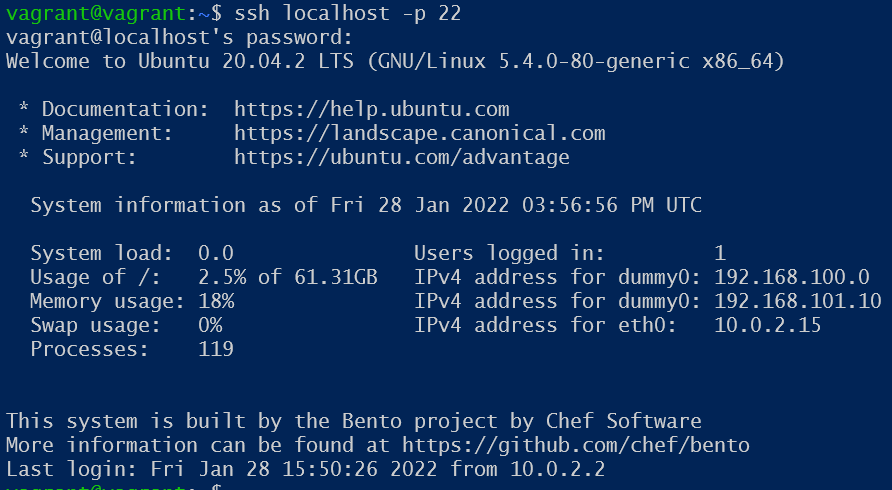 vagrant@vagrant:~$ ssh localhost -p 22
vagrant@localhost's password:
Welcome to Ubuntu 20.04.2 LTS (GNU/Linux 5.4.0-80-generic x86_64)
* Documentation:  https://help.ubuntu.com
* Management:     https://landscape.canonical.com
* Support:        https://ubuntu.com/advantage
System information as of Fri 28 Jan 2022 03:56:56 PM UTC
System load:  0.0               Users logged in:         1
Usage of /:   2.5% of 61.31GB   IPv4 address for dummy0: 192.168.100.0
Memory usage: 18%               IPv4 address for dummy0: 192.168.101.10
Swap usage:   0%                IPv4 address for eth0:   10.0.2.15
Processes:    119
This system is built by the Bento project by Chef Software
More information can be found at https://github.com/chef/bento
Last login: Fri Jan 28 15:50:26 2022 from 10.0.2.2
vagrant@vagrant:~$